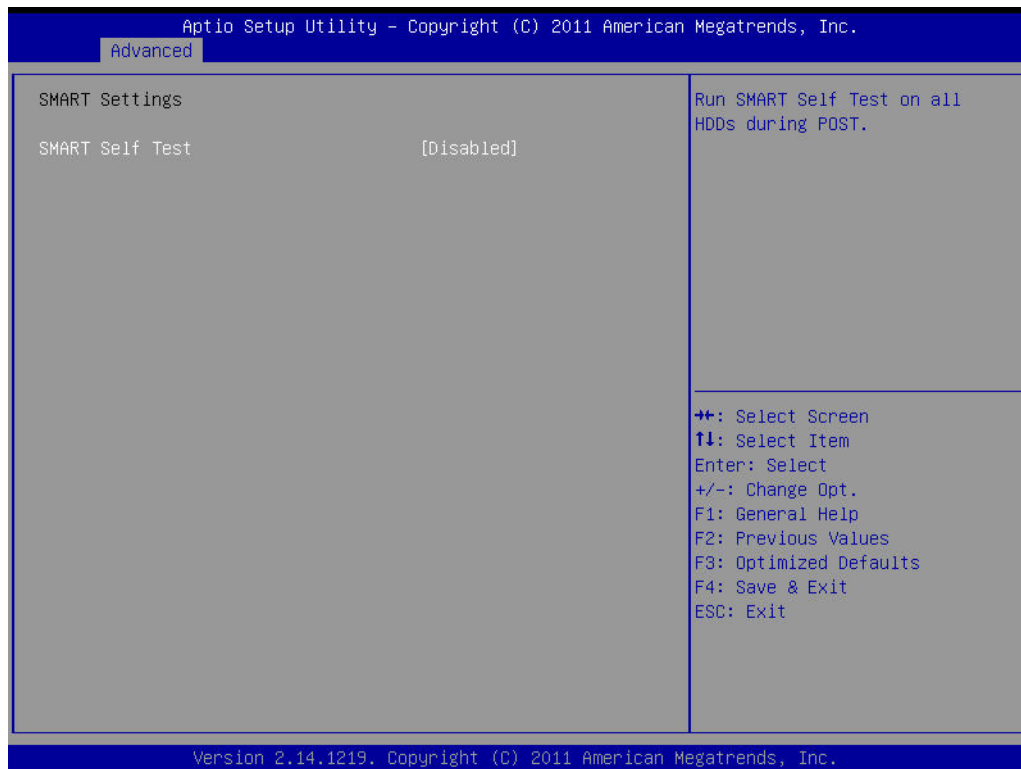 Aptio Setup Utility – Copyright (C) 2011 American Megatrends, Inc.
Advanced
SMART Settings
SMART Self Test [Disabled]
Run SMART Self Test on all
HDDs during POST.
→←: Select Screen
↑↓: Select Item
Enter: Select
+/-: Change Opt.
F1: General Help
F2: Previous Values
F3: Optimized Defaults
F4: Save & Exit
ESC: Exit
Version 2.14.1219. Copyright (C) 2011 American Megatrends, Inc.